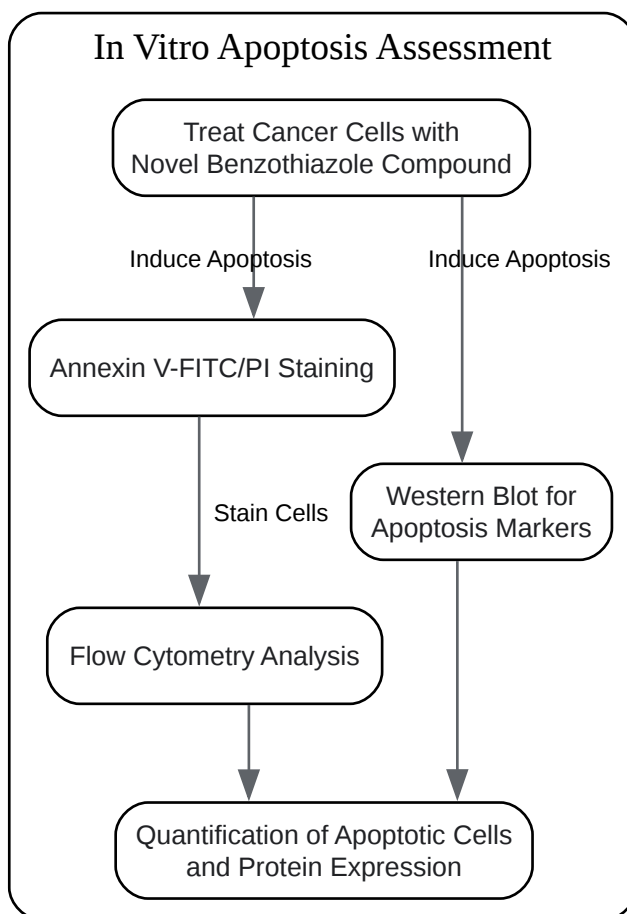 In Vitro Apoptosis Assessment
Treat Cancer Cells with
Novel Benzothiazole Compound
Induce Apoptosis
Induce Apoptosis
Annexin V-FITC/PI Staining
Stain Cells
Western Blot for
Apoptosis Markers
Flow Cytometry Analysis
Quantification of Apoptotic Cells
and Protein Expression